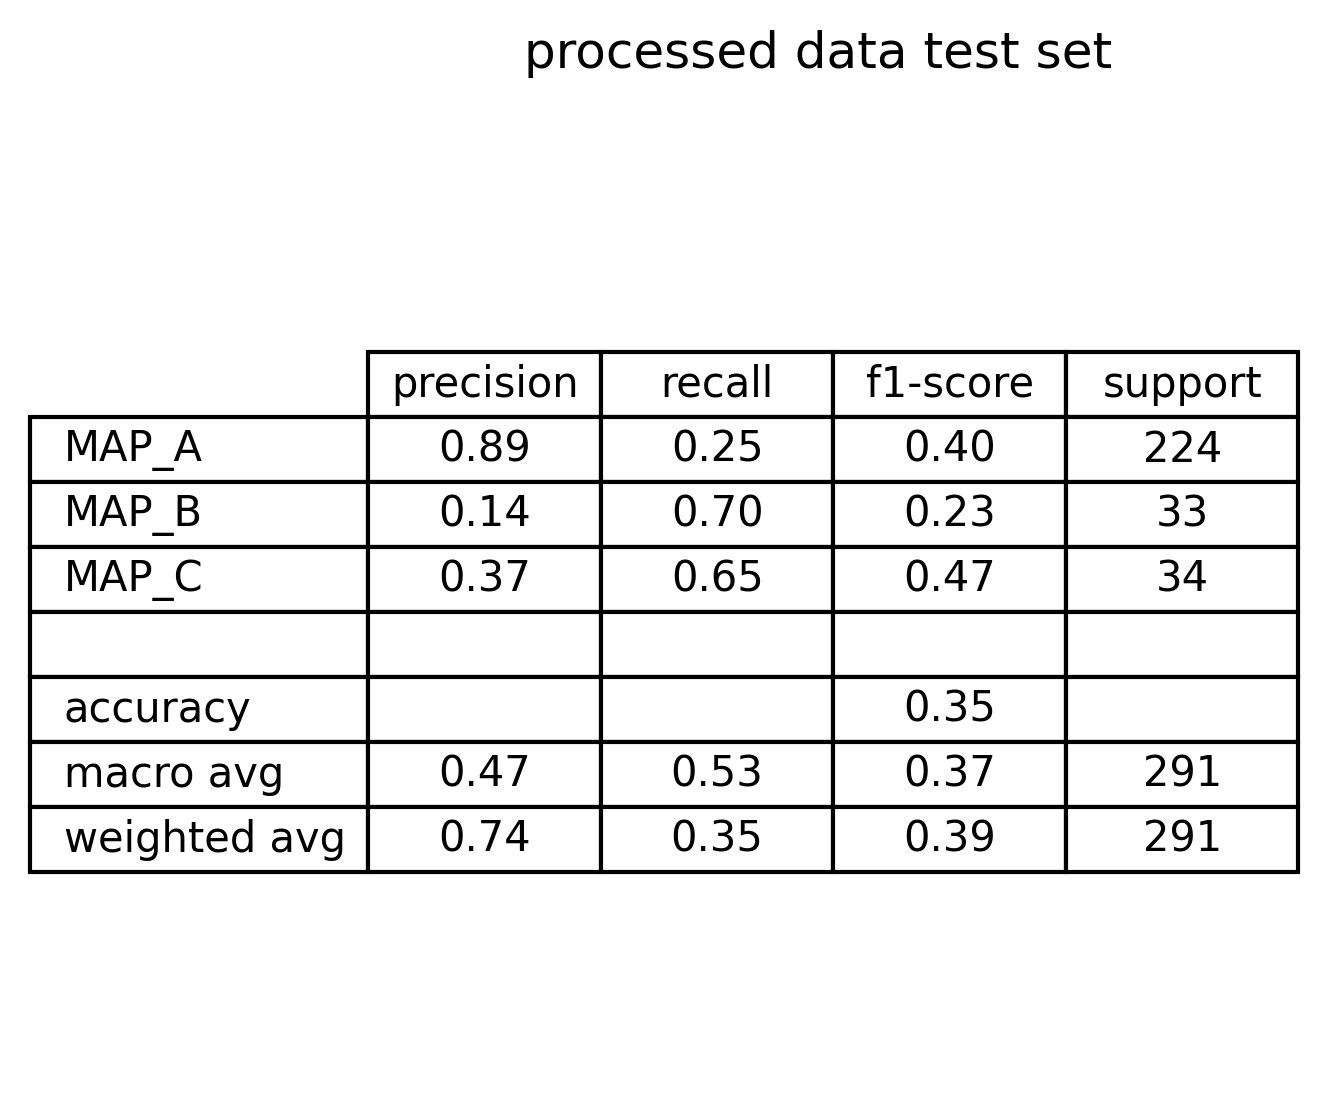 processed data test set
precision recall f1-score support
MAP_A 0.89 0.25 0.40 224
MAP_B 0.14 0.70 0.23 33
MAP_C 0.37 0.65 0.47 34
accuracy 0.35
macro avg 0.47 0.53 0.37 291
weighted avg 0.74 0.35 0.39 291